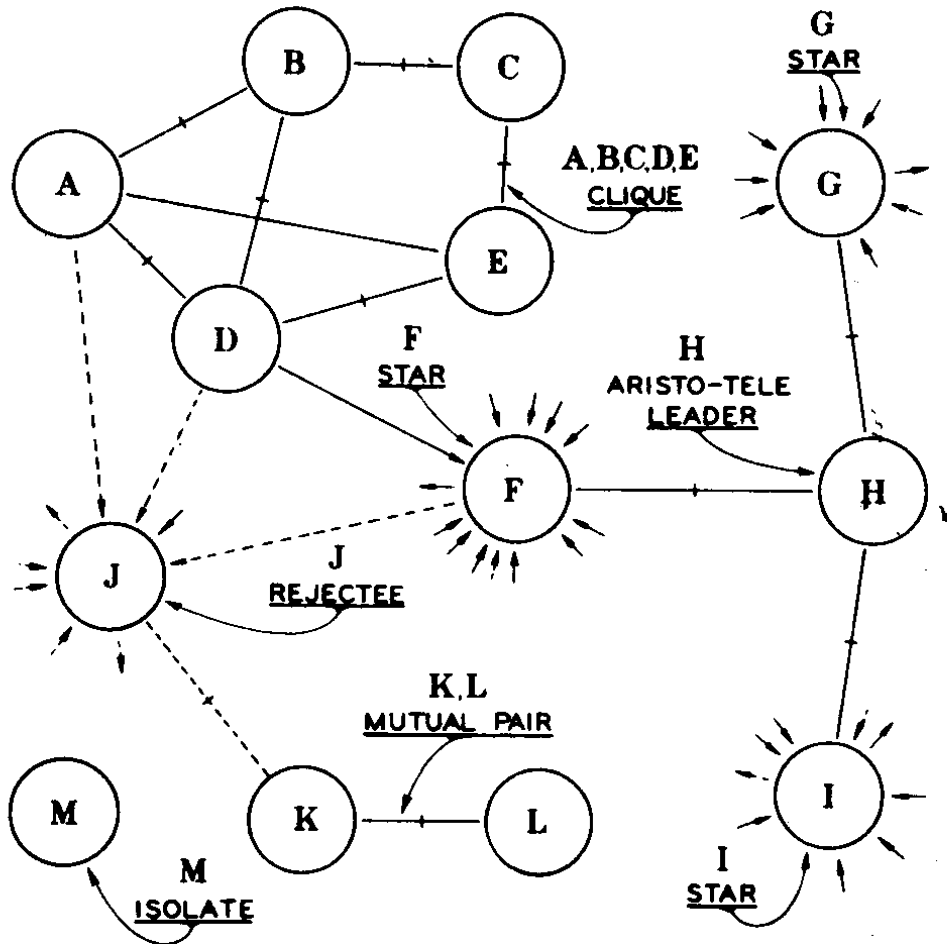 G
STAR
B
C
A
A,B,C,D,E
CLIQUE
G
E
D
F
STAR
H
ARISTO-TELE
LEADER
F
H
J
J
REJECTEE
K,L
MUTUAL PAIR
M
K
L
I
M
ISOLATE
I
STAR